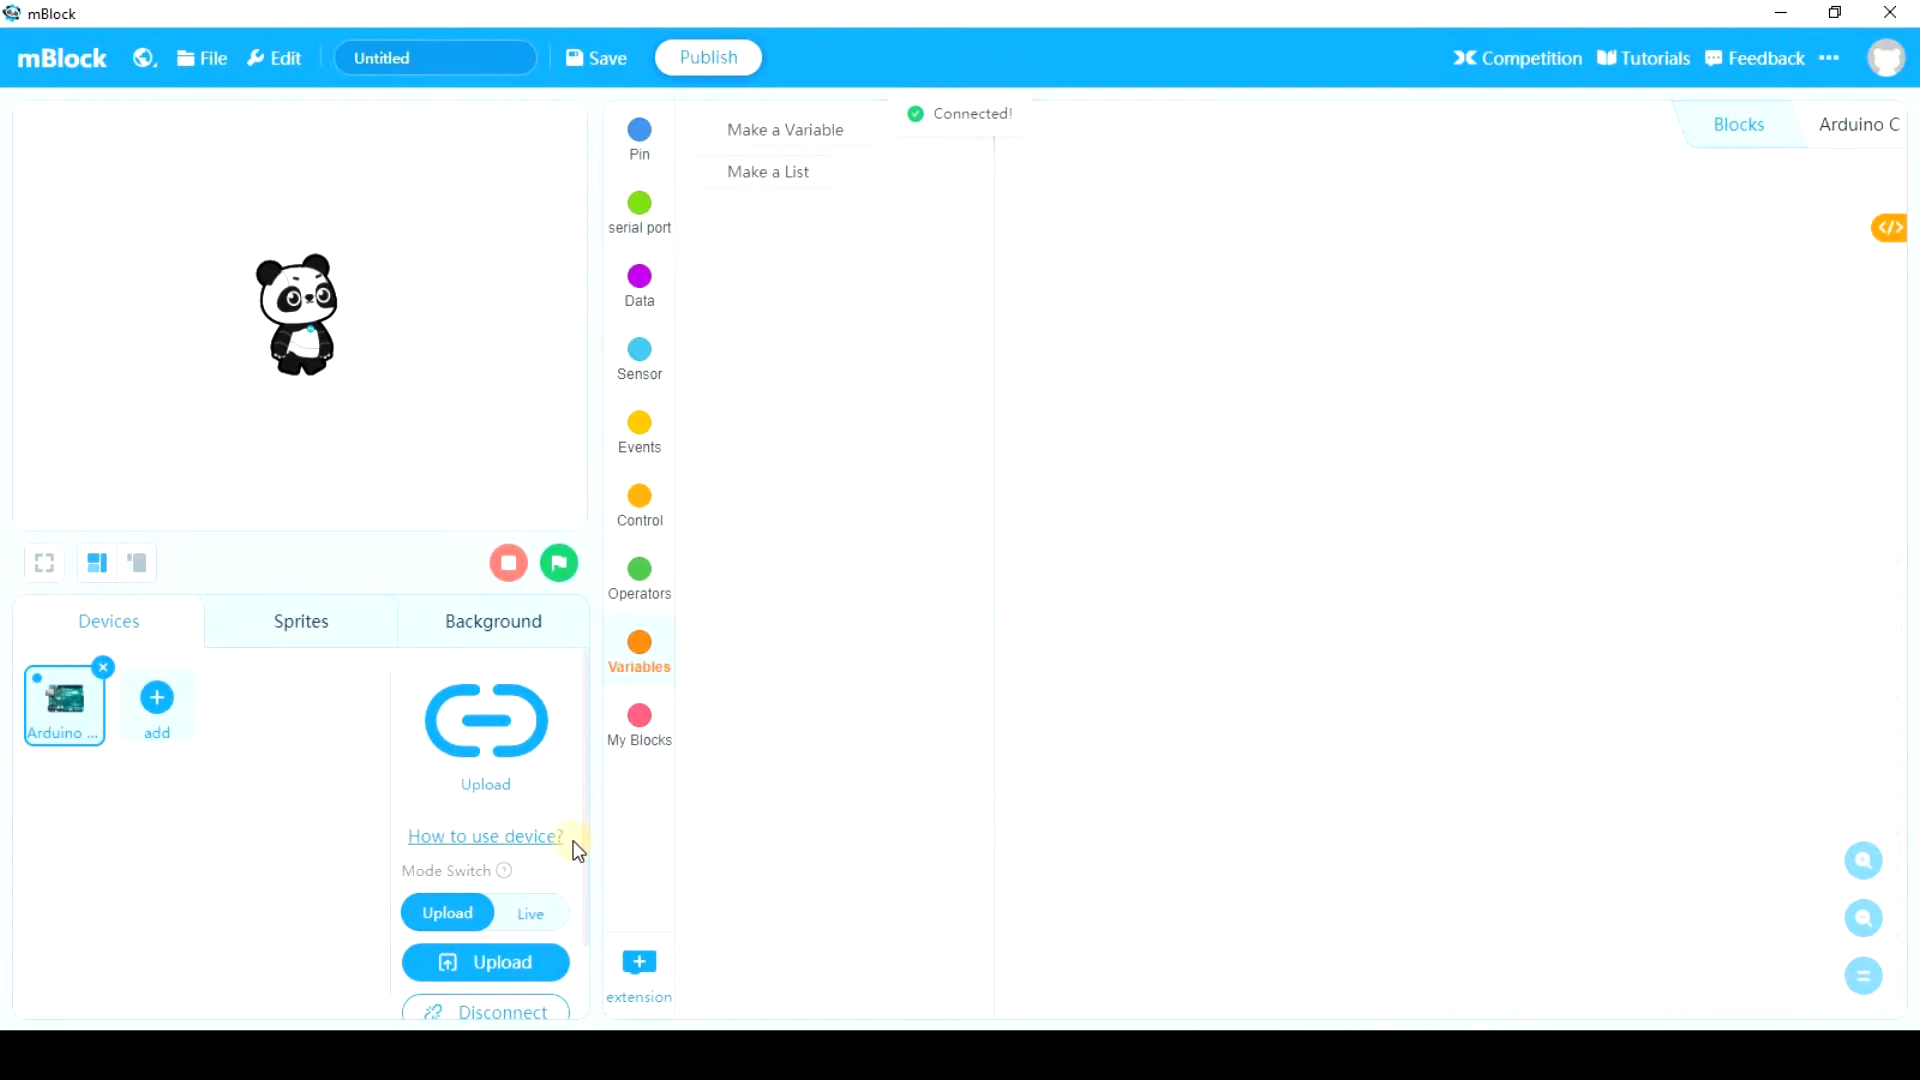 mBlock
mBlock
File
Edit
Untitled
Save
Publish
Competition
Tutorials
Feedback
Connected!
Make a Variable
Make a List
Blocks
Arduino C
Pin
serial port
Data
Sensor
Events
Control
Operators
Variables
My Blocks
extension
Devices
Sprites
Background
Arduino ...
add
Upload
How to use device?
Mode Switch
Upload
Live
Upload
Disconnect